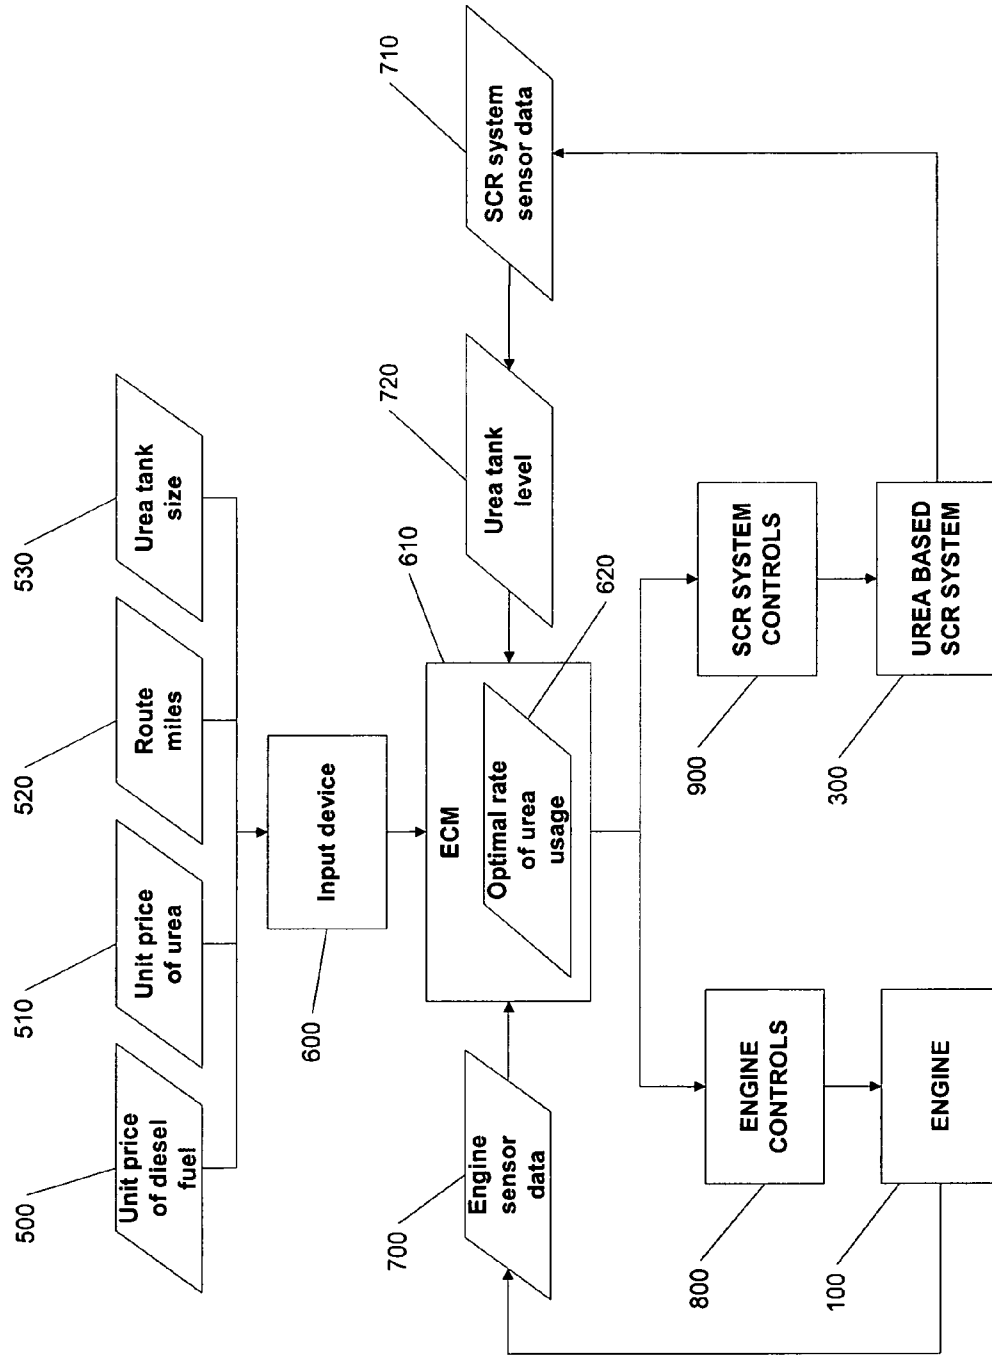 500
510
520
530
Unit price
of diesel
fuel
Unit price
of urea
Route
miles
Urea tank
size
600
Input device
610
ECM
Optimal rate
of urea
usage
620
700
Engine
sensor
data
720
Urea tank
level
710
SCR system
sensor data
800
ENGINE
CONTROLS
900
SCR SYSTEM
CONTROLS
100
ENGINE
300
UREA BASED
SCR SYSTEM